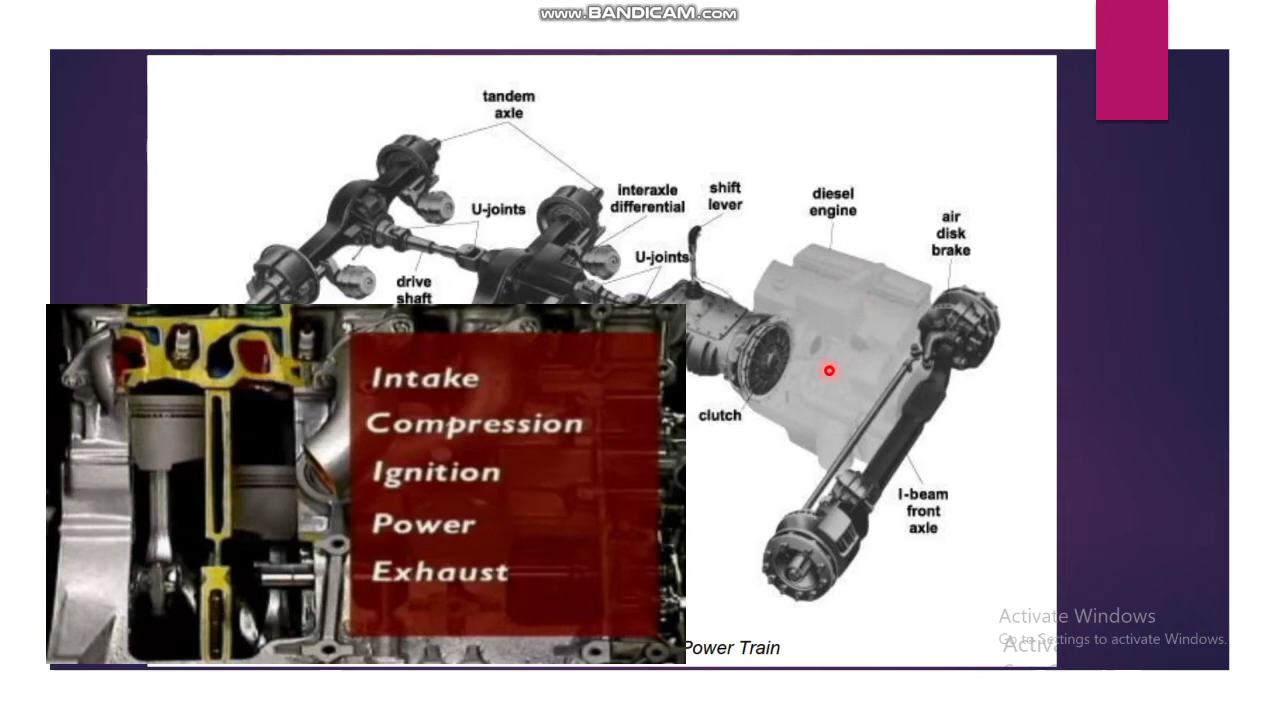 www.BANDICAM.com
tandem
axle
U-joints
interaxle
differential
shift
lever
diesel
engine
air
disk
brake
U-joints
drive
shaft
clutch
I-beam
front
axle
Intake
Compression
Ignition
Power
Exhaust
Power Train
Activate Windows
Go to Settings to activate Windows.
Activa